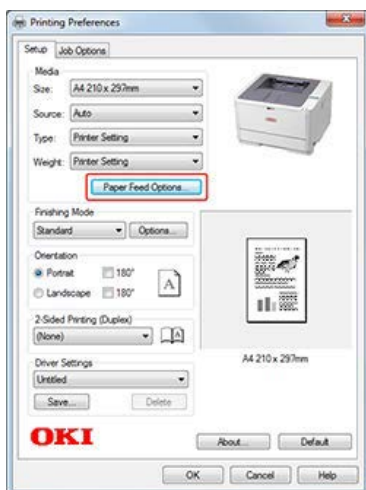 Printing Preferences
Setup Job Options
Media
Size: A4 210 x 297mm
Source: Auto
Type: Printer Setting
Weight: Printer Setting
Paper Feed Options...
Finishing Mode
Standard Options...
Orientation
Portrait 180°
Landscape 180°
A
2-Sided Printing (Duplex)
(None) A
A4 210 x 297mm
Driver Settings
Untitled
Save... Delete
OKI
About... Default
OK Cancel Help